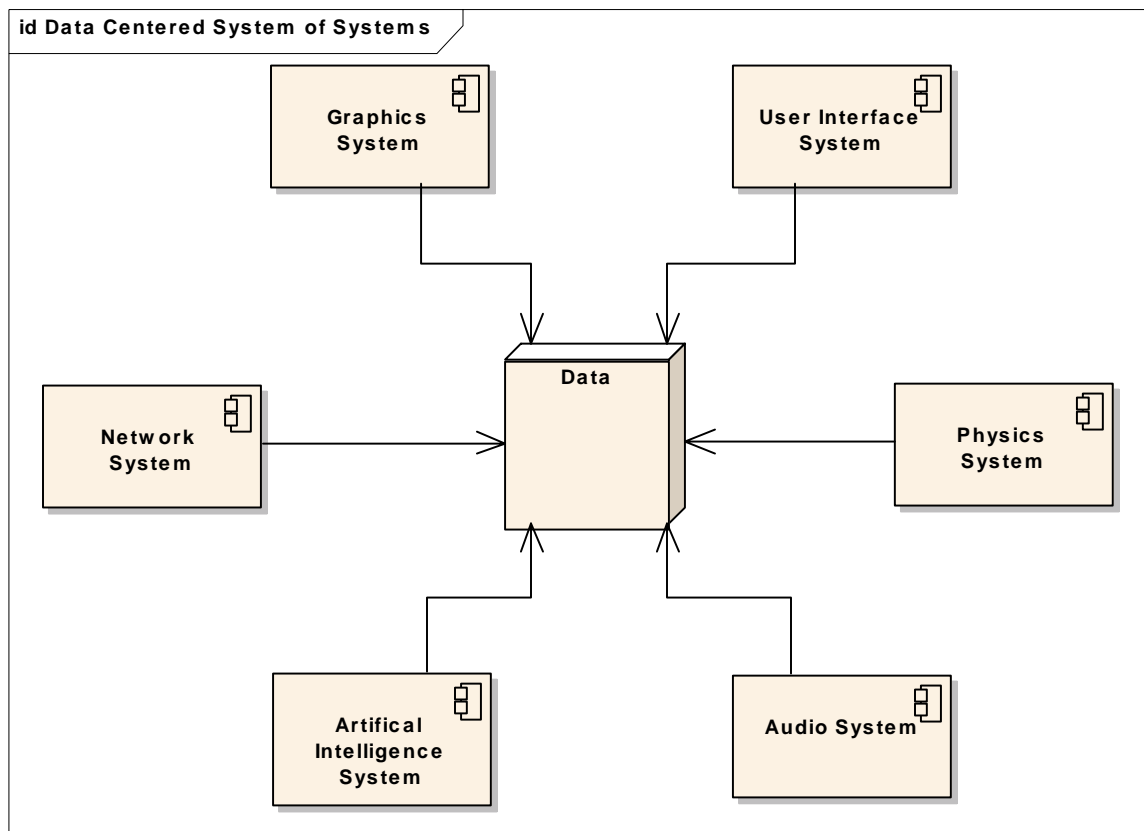 id Data Centered System of Systems
Graphics
System
User Interface
System
Data
Network
System
Physics
System
Artifical
Intelligence
System
Audio System